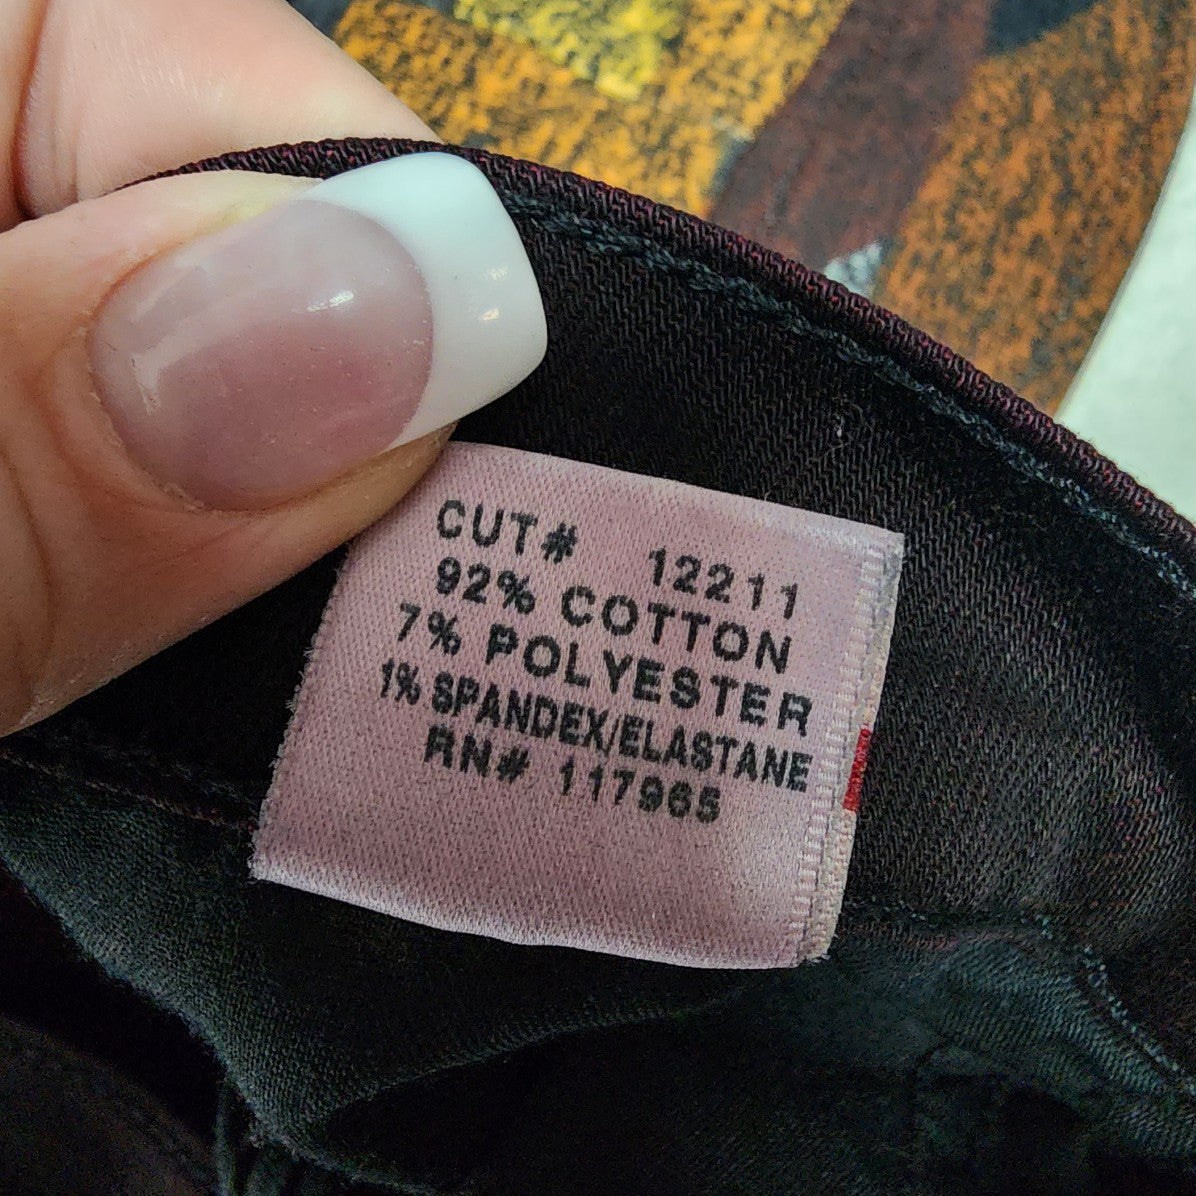 CUT# 12211
92% COTTON
7% POLYESTER
1% SPANDEX/ELASTANE
RN# 117965